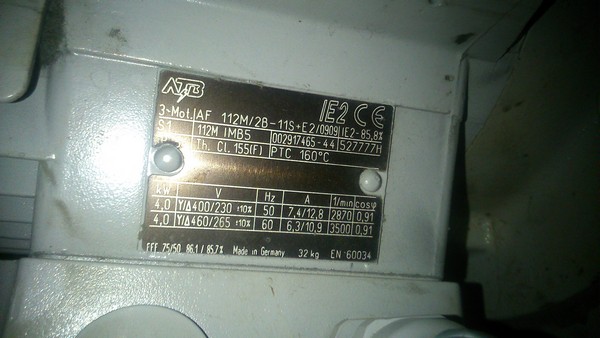 ATB
IE2 CE
3~Mot. AF 112M/2B-11S+E2/0909 IE2-85,8%
S1 112M IMB5 002917465-44 527777H
Th. Cl. 155(F) PTC 160°C
kW V Hz A 1/min cosφ
4,0 Y/Δ400/230 ±10% 50 7,4/12,8 2870 0,91
4,0 Y/Δ460/265 ±10% 60 6,3/10,9 3500 0,91
EFF. 75/50 86.1 / 85.7% Made in Germany 32 kg EN 60034